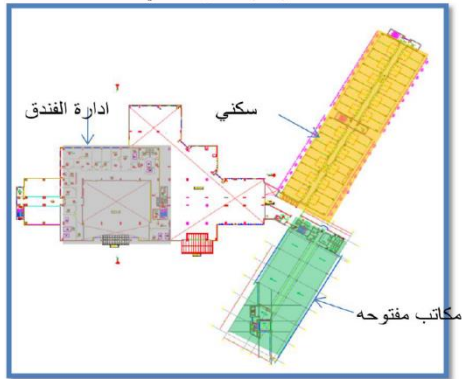 ادارة الفندق
سكني
مكاتب مفتوحه